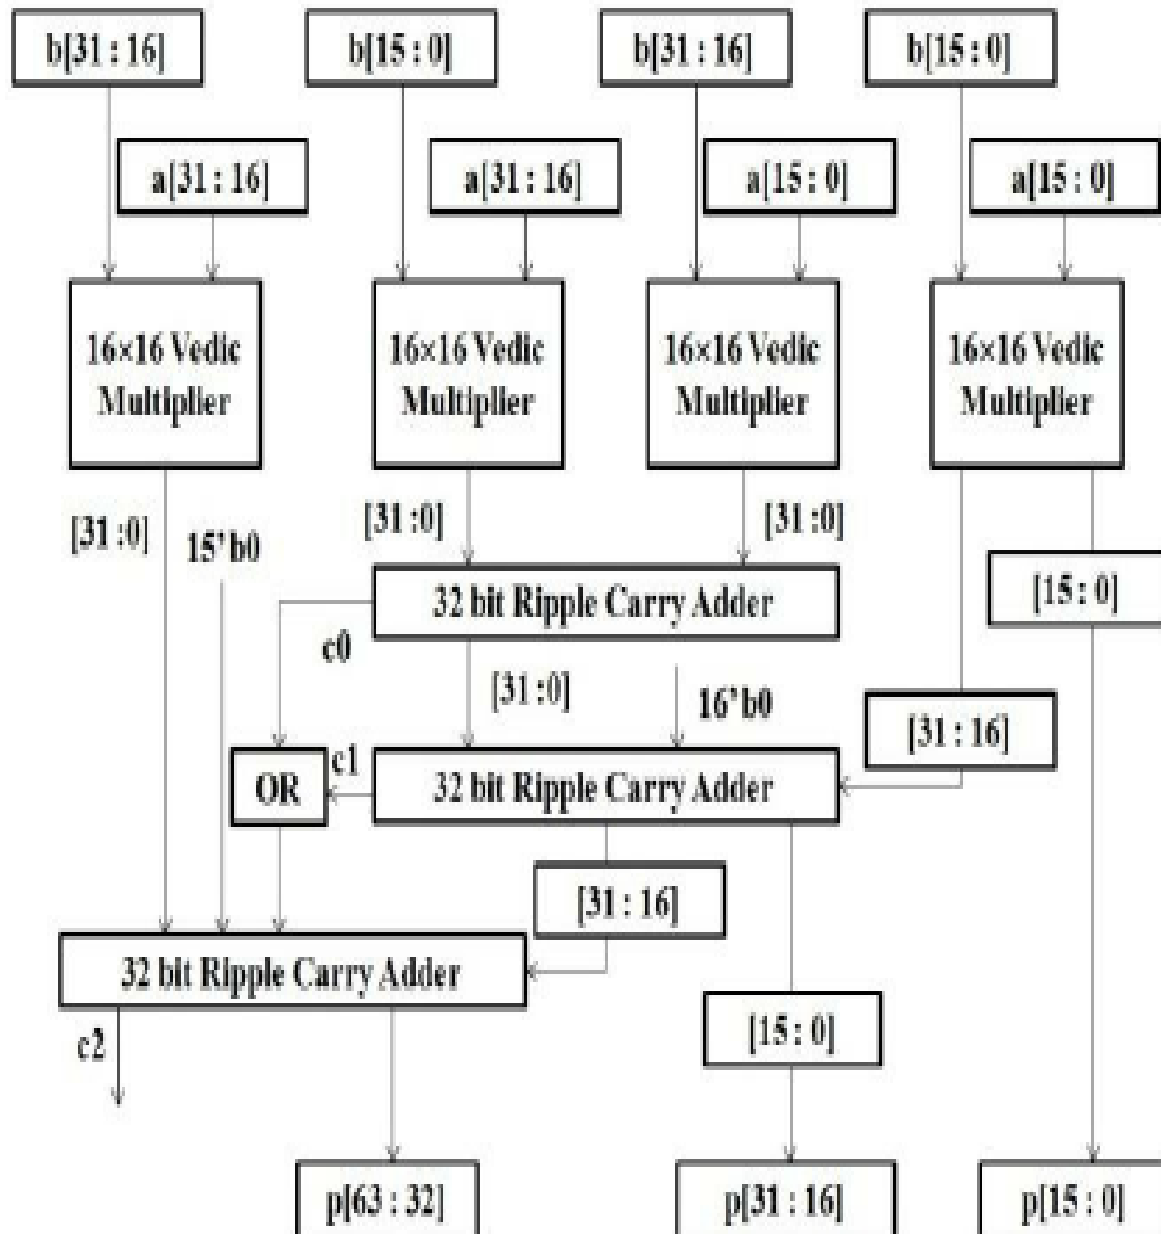 b[31 : 16]
b[15 : 0]
b[31 : 16]
b[15 : 0]
a[31 : 16]
a[31 : 16]
a[15 : 0]
a[15 : 0]
16×16 Vedic
Multiplier
16×16 Vedic
Multiplier
16×16 Vedic
Multiplier
16×16 Vedic
Multiplier
[31 :0]
15’b0
[31 :0]
[31 :0]
32 bit Ripple Carry Adder
[15 : 0]
c0
[31 :0]
16’b0
[31 : 16]
OR
c1
32 bit Ripple Carry Adder
[31 : 16]
32 bit Ripple Carry Adder
c2
[15 : 0]
p[63 : 32]
p[31 : 16]
p[15 : 0]